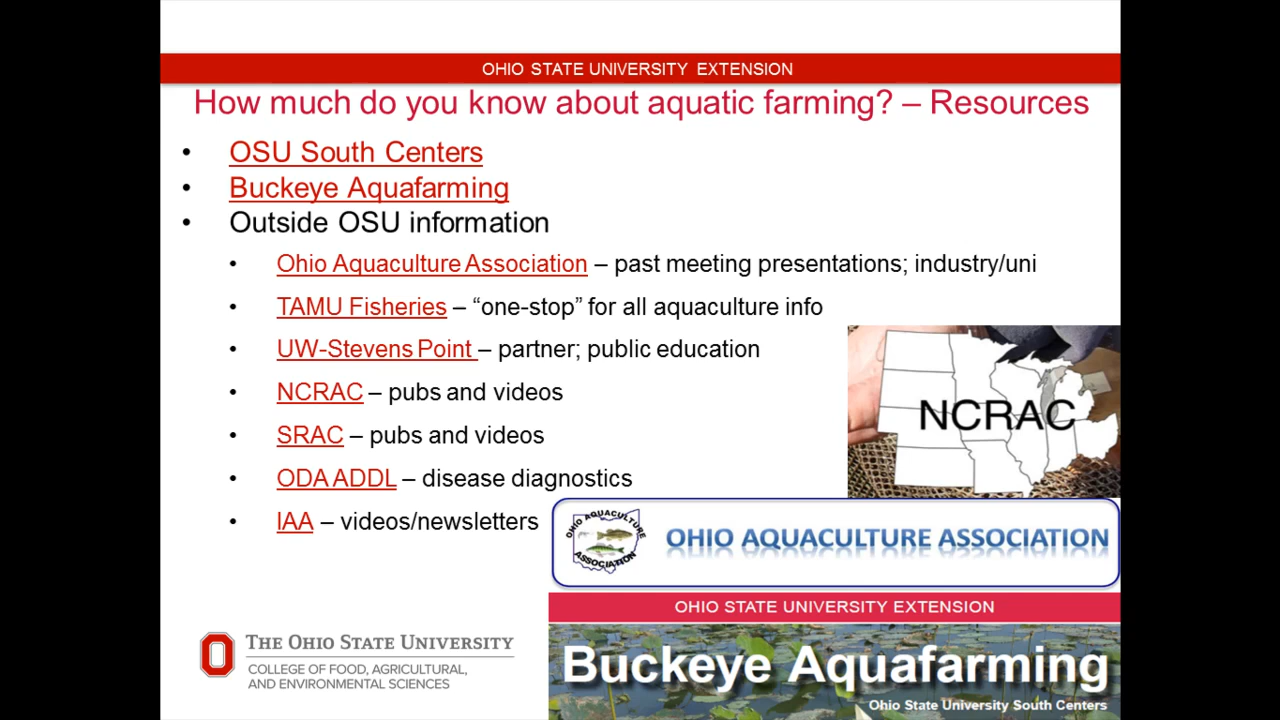 OHIO STATE UNIVERSITY EXTENSION
How much do you know about aquatic farming? – Resources
• OSU South Centers
• Buckeye Aquafarming
• Outside OSU information
• Ohio Aquaculture Association – past meeting presentations; industry/uni
• TAMU Fisheries – “one-stop” for all aquaculture info
• UW-Stevens Point – partner; public education
• NCRAC – pubs and videos
• SRAC – pubs and videos
• ODA ADDL – disease diagnostics
• IAA – videos/newsletters
NCRAC
OHIO AQUACULTURE
ASSOCIATION
OHIO AQUACULTURE ASSOCIATION
OHIO STATE UNIVERSITY EXTENSION
Buckeye Aquafarming
Ohio State University South Centers
THE OHIO STATE UNIVERSITY
COLLEGE OF FOOD, AGRICULTURAL,
AND ENVIRONMENTAL SCIENCES